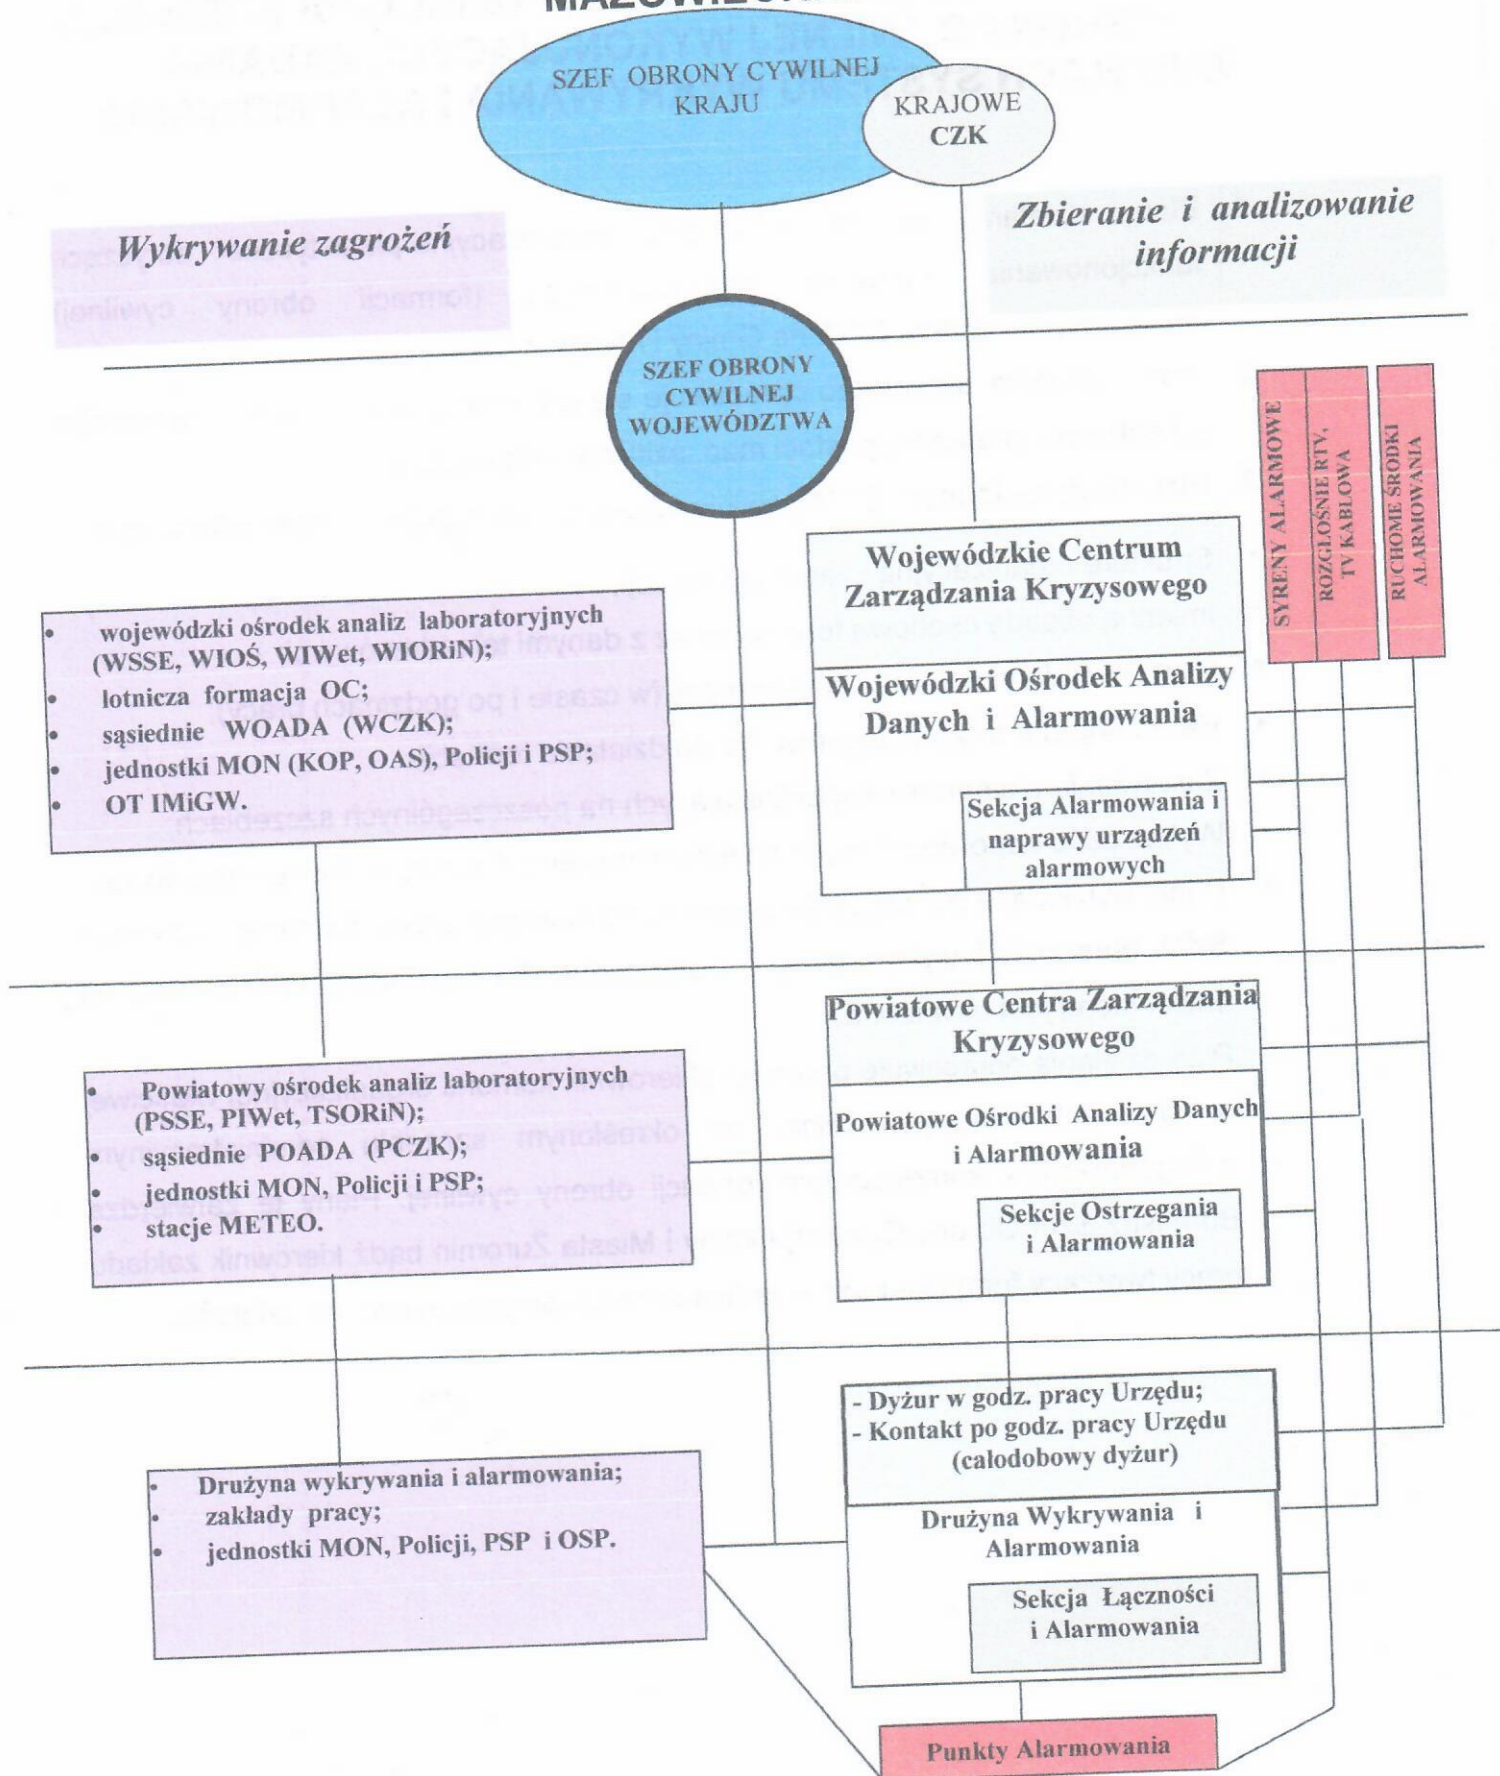 SZEF OBRONY CYWILNEJ
KRAJU
KRAJOWE
CZK
Wykrywanie zagrożeń
Zbieranie i analizowanie
informacji
SZEF OBRONY
CYWILNEJ
WOJEWÓDZTWA
SYRENY ALARMOWE
ROZGŁOŚNIE RTV,
TV KABLOWA
RUCHOME ŚRODKI
ALARMOWANIA
Wojewódzkie Centrum
Zarządzania Kryzysowego
• wojewódzki ośrodek analiz laboratoryjnych
(WSSE, WIOŚ, WIWet, WIORiN);
• lotnicza formacja OC;
• sąsiednie WOADA (WCZK);
• jednostki MON (KOP, OAS), Policji i PSP;
• OT IMiGW.
Wojewódzki Ośrodek Analizy
Danych i Alarmowania
Sekcja Alarmowania i
naprawy urządzeń
alarmowych
Powiatowe Centra Zarządzania
Kryzysowego
• Powiatowy ośrodek analiz laboratoryjnych
(PSSE, PIWet, TSORiN);
• sąsiednie POADA (PCZK);
• jednostki MON, Policji i PSP;
• stacje METEO.
Powiatowe Ośrodki Analizy Danych
i Alarmowania
Sekcje Ostrzegania
i Alarmowania
- Dyżur w godz. pracy Urzędu;
- Kontakt po godz. pracy Urzędu
(całodobowy dyżur)
• Drużyna wykrywania i alarmowania;
• zakłady pracy;
• jednostki MON, Policji, PSP i OSP.
Drużyna Wykrywania i
Alarmowania
Sekcja Łączności
i Alarmowania
Punkty Alarmowania